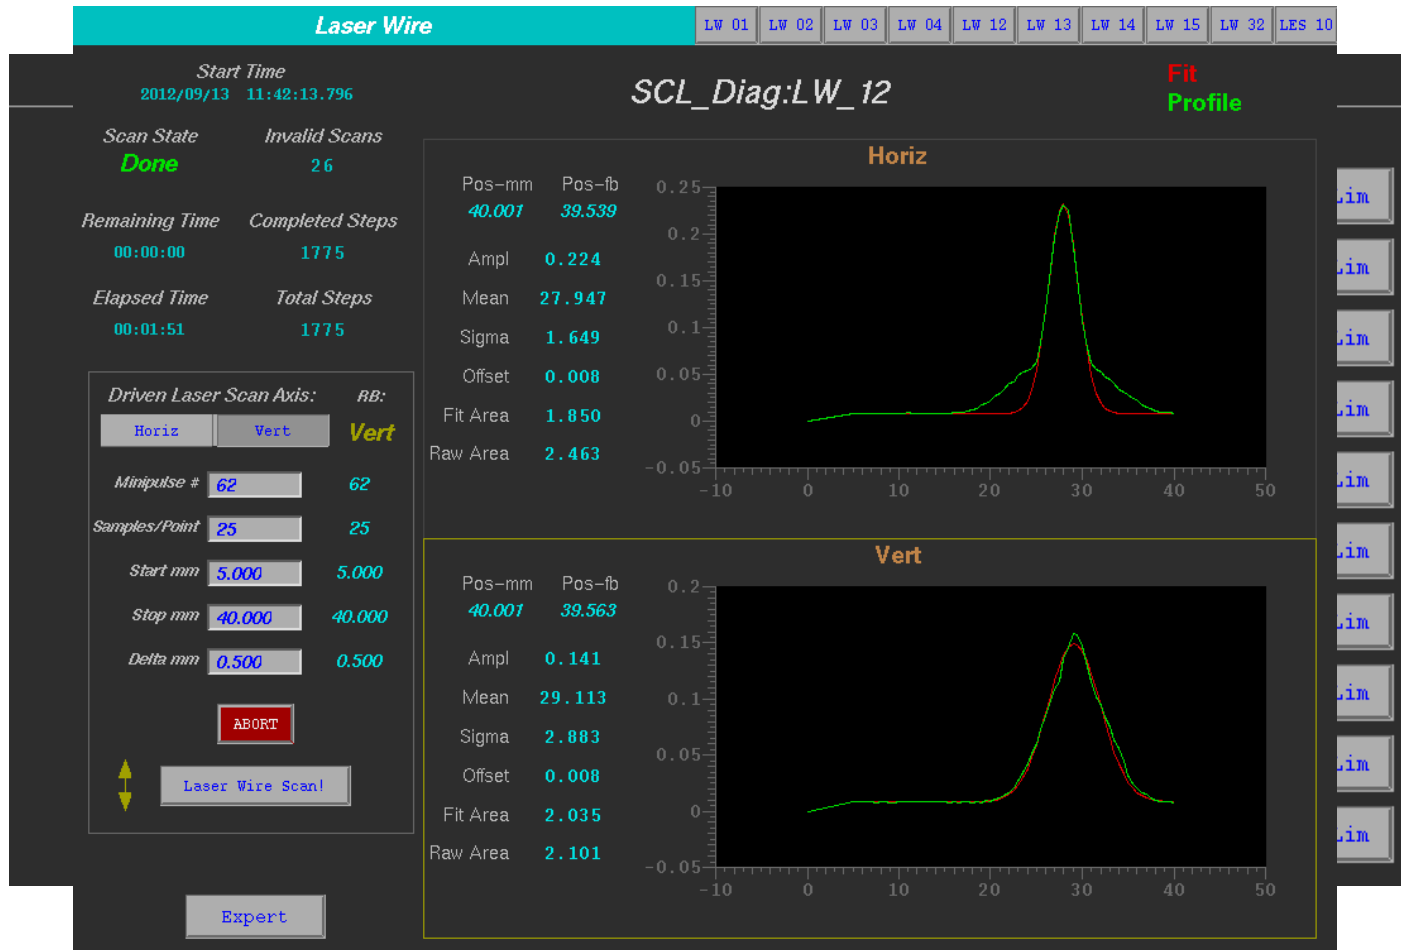 Laser Wire
LW 01 LW 02 LW 03 LW 04 LW 12 LW 13 LW 14 LW 15 LW 32 LES 10
Start Time
2012/09/13 11:42:13.796
SCL_Diag:LW_12
Fit
Profile
Scan State Invalid Scans
Done 26
Remaining Time Completed Steps
00:00:00 1775
Elapsed Time Total Steps
00:01:51 1775
Driven Laser Scan Axis: RB:
Horiz Vert Vert
Minipulse # 62 62
Samples/Point 25 25
Start mm 5.000 5.000
Stop mm 40.000 40.000
Delta mm 0.500 0.500
ABORT
Laser Wire Scan!
Expert
Horiz
Pos-mm Pos-fb
40.001 39.539
Ampl 0.224
Mean 27.947
Sigma 1.649
Offset 0.008
Fit Area 1.850
Raw Area 2.463
0.25
0.2
0.15
0.1
0.05
0
-0.05
-10 0 10 20 30 40 50
Vert
Pos-mm Pos-fb
40.001 39.563
Ampl 0.141
Mean 29.113
Sigma 2.883
Offset 0.008
Fit Area 2.035
Raw Area 2.101
0.2
0.15
0.1
0.05
0
-0.05
-10 0 10 20 30 40 50
Lim
Lim
Lim
Lim
Lim
Lim
Lim
Lim
Lim
Lim